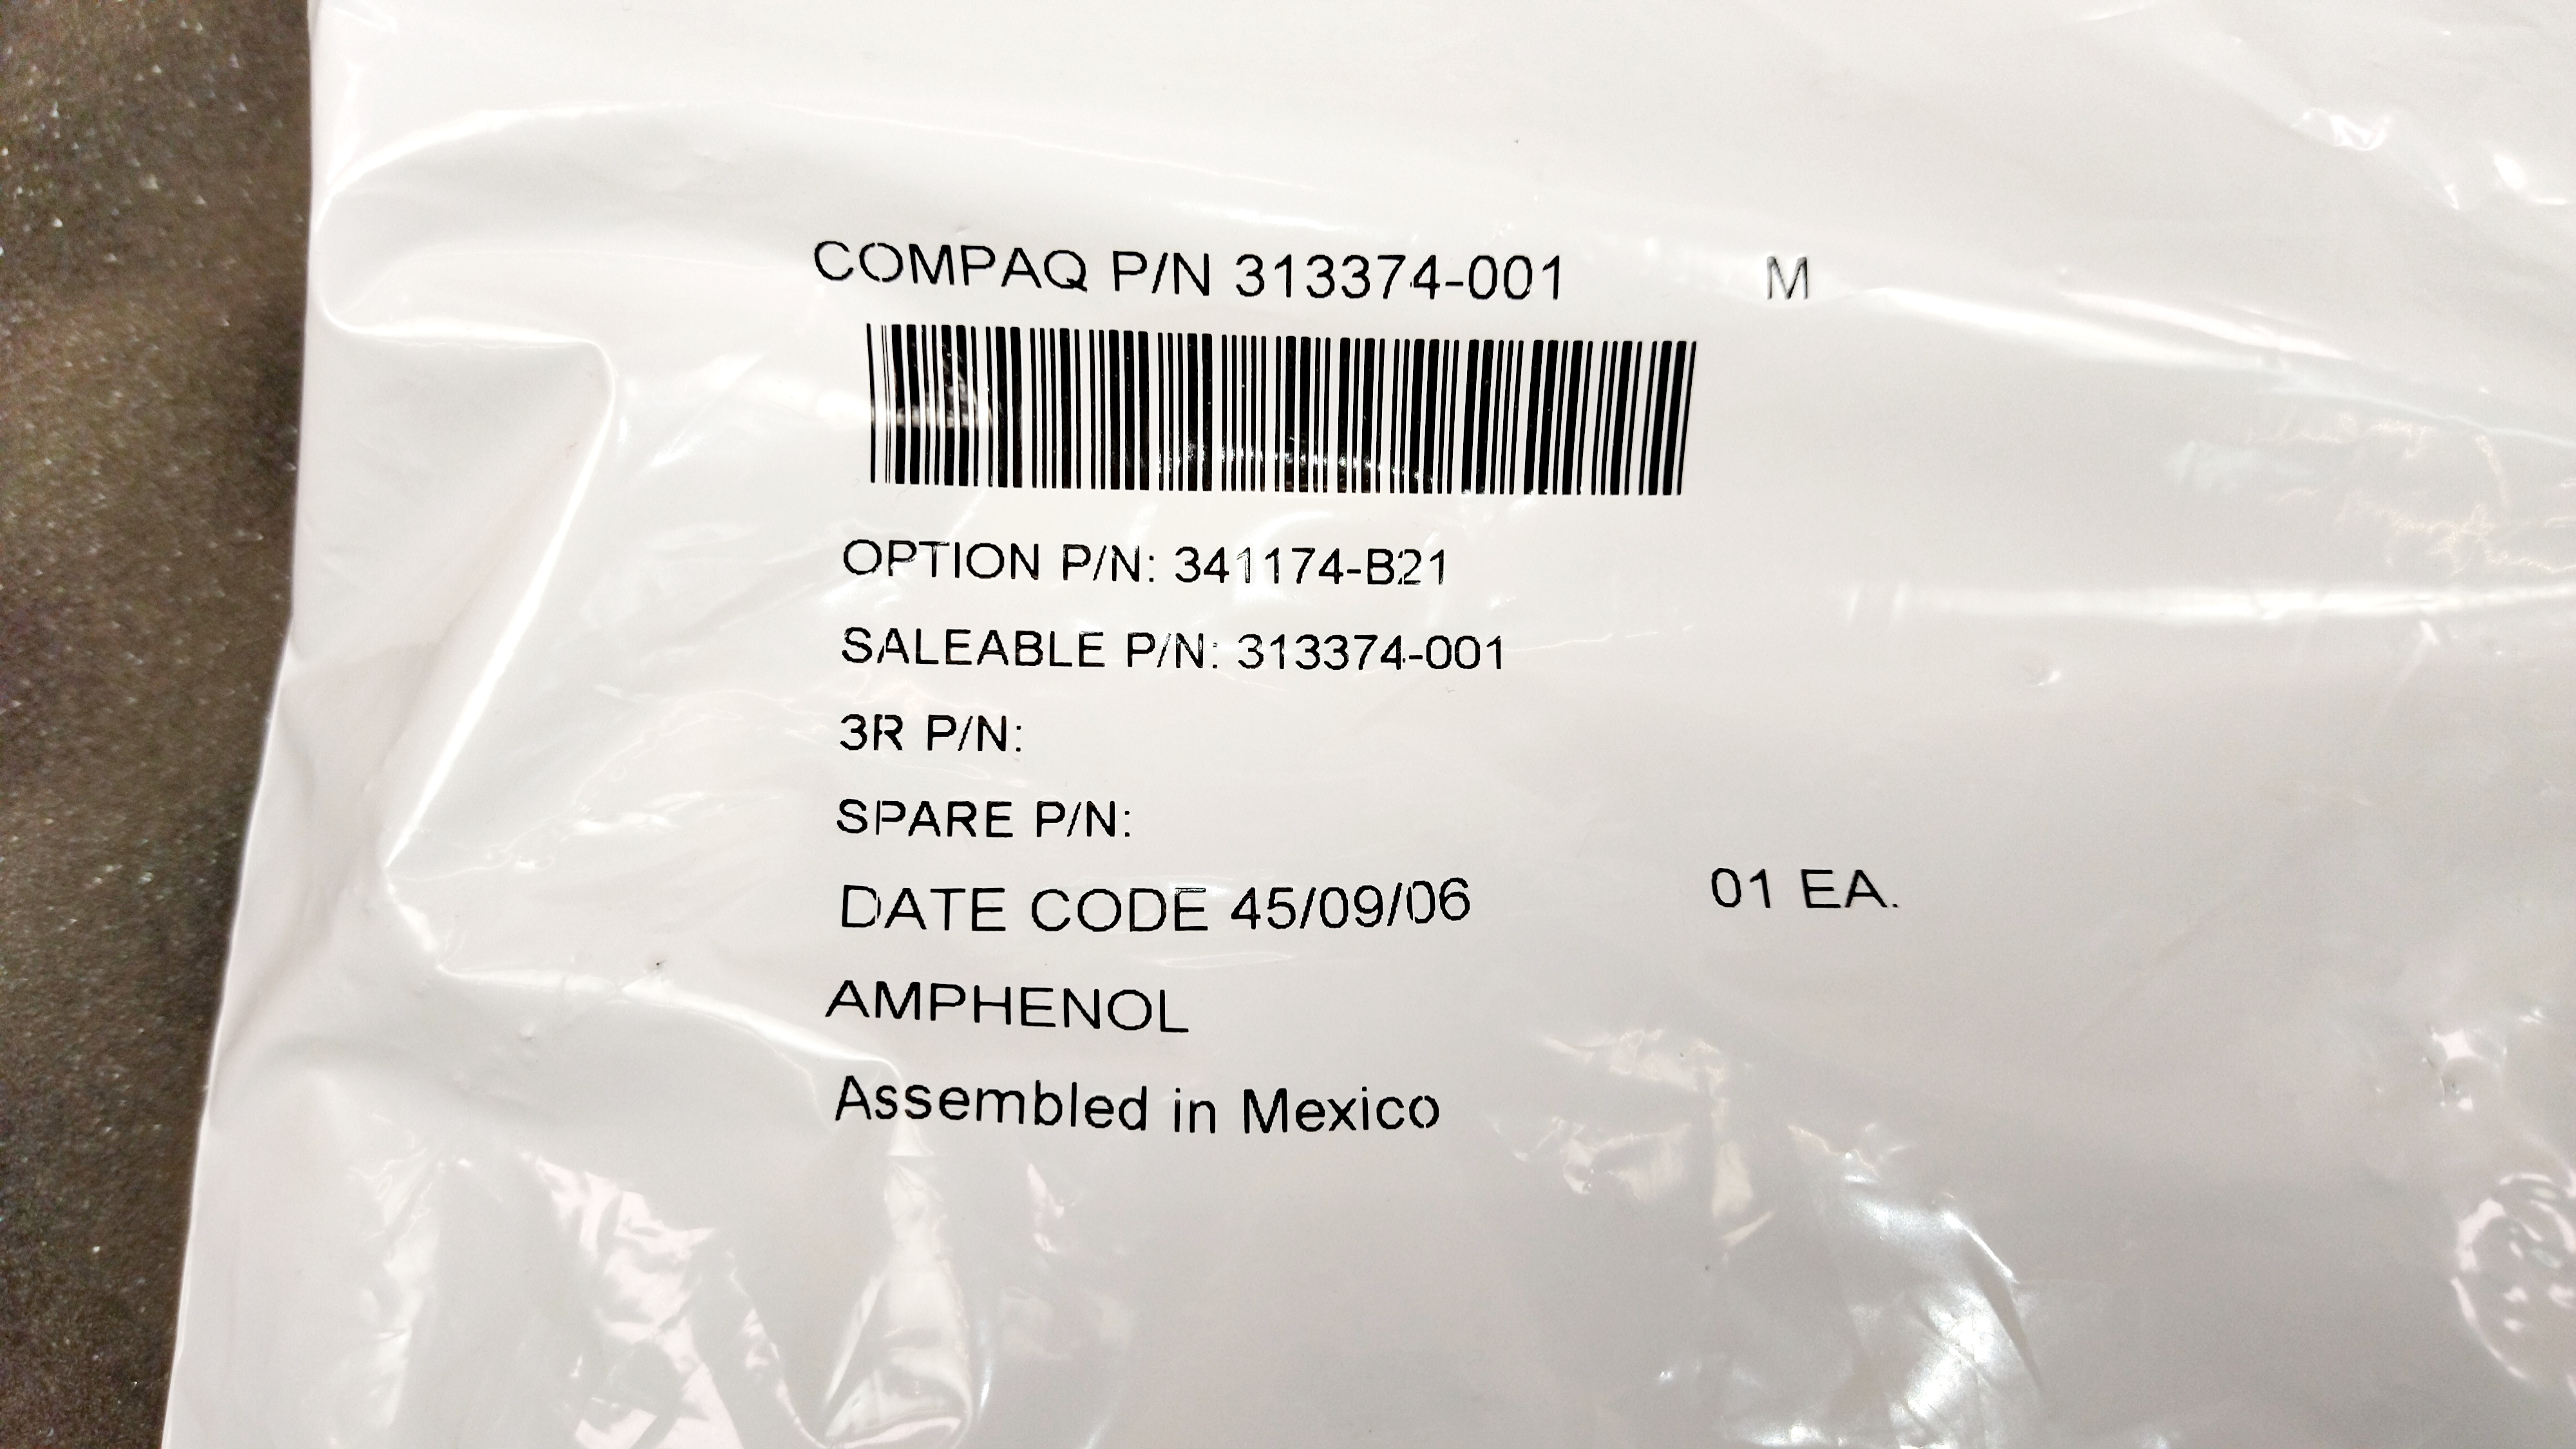 COMPAQ P/N 313374-001 M
OPTION P/N: 341174-B21
SALEABLE P/N: 313374-001
3R P/N:
SPARE P/N:
DATE CODE 45/09/06 01 EA.
AMPHENOL
Assembled in Mexico